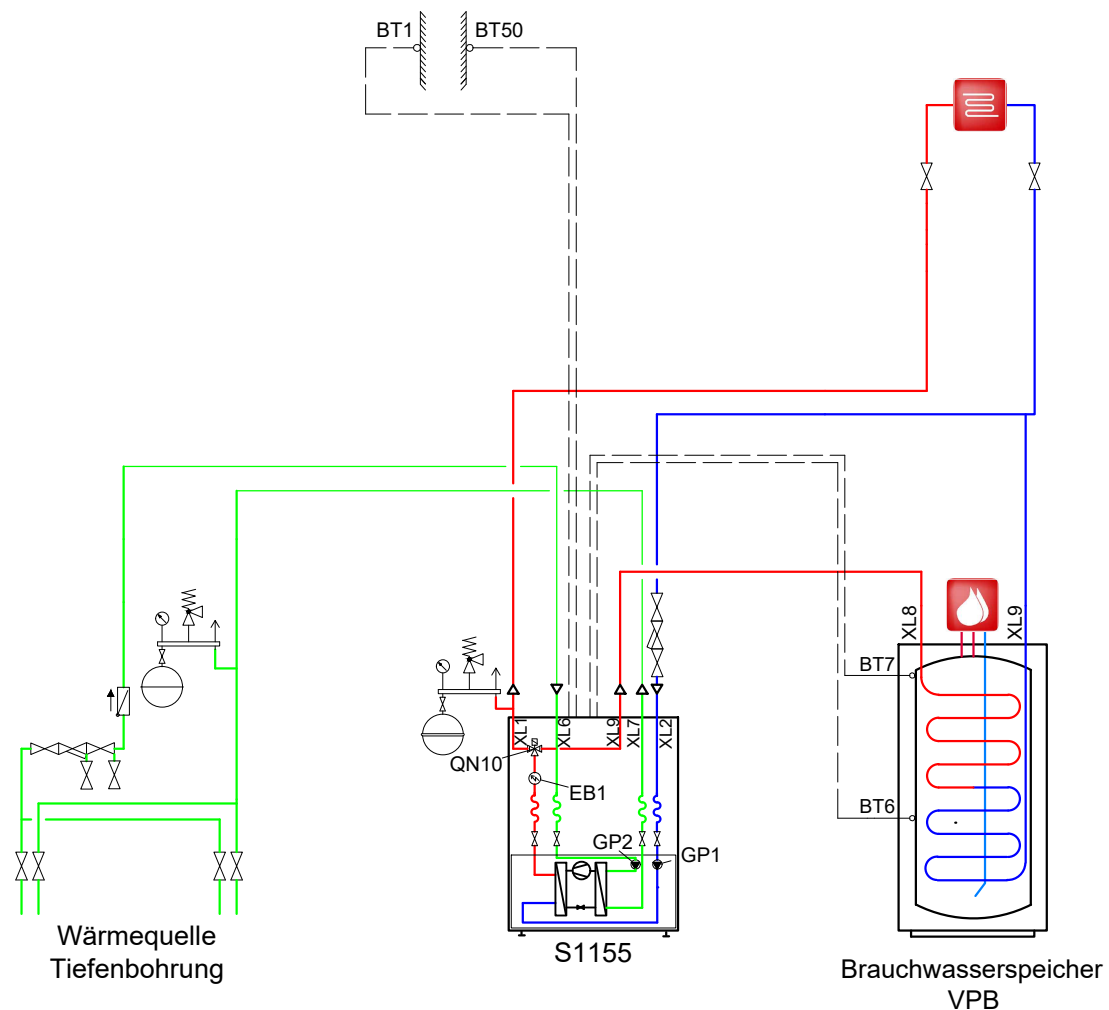 BT1
BT50
XL8
XL9
BT7
XL1
XL6
XL9
XL7
XL2
QN10
EB1
BT6
GP2
GP1
Wärmequelle
Tiefenbohrung
S1155
Brauchwasserspeicher
VPB